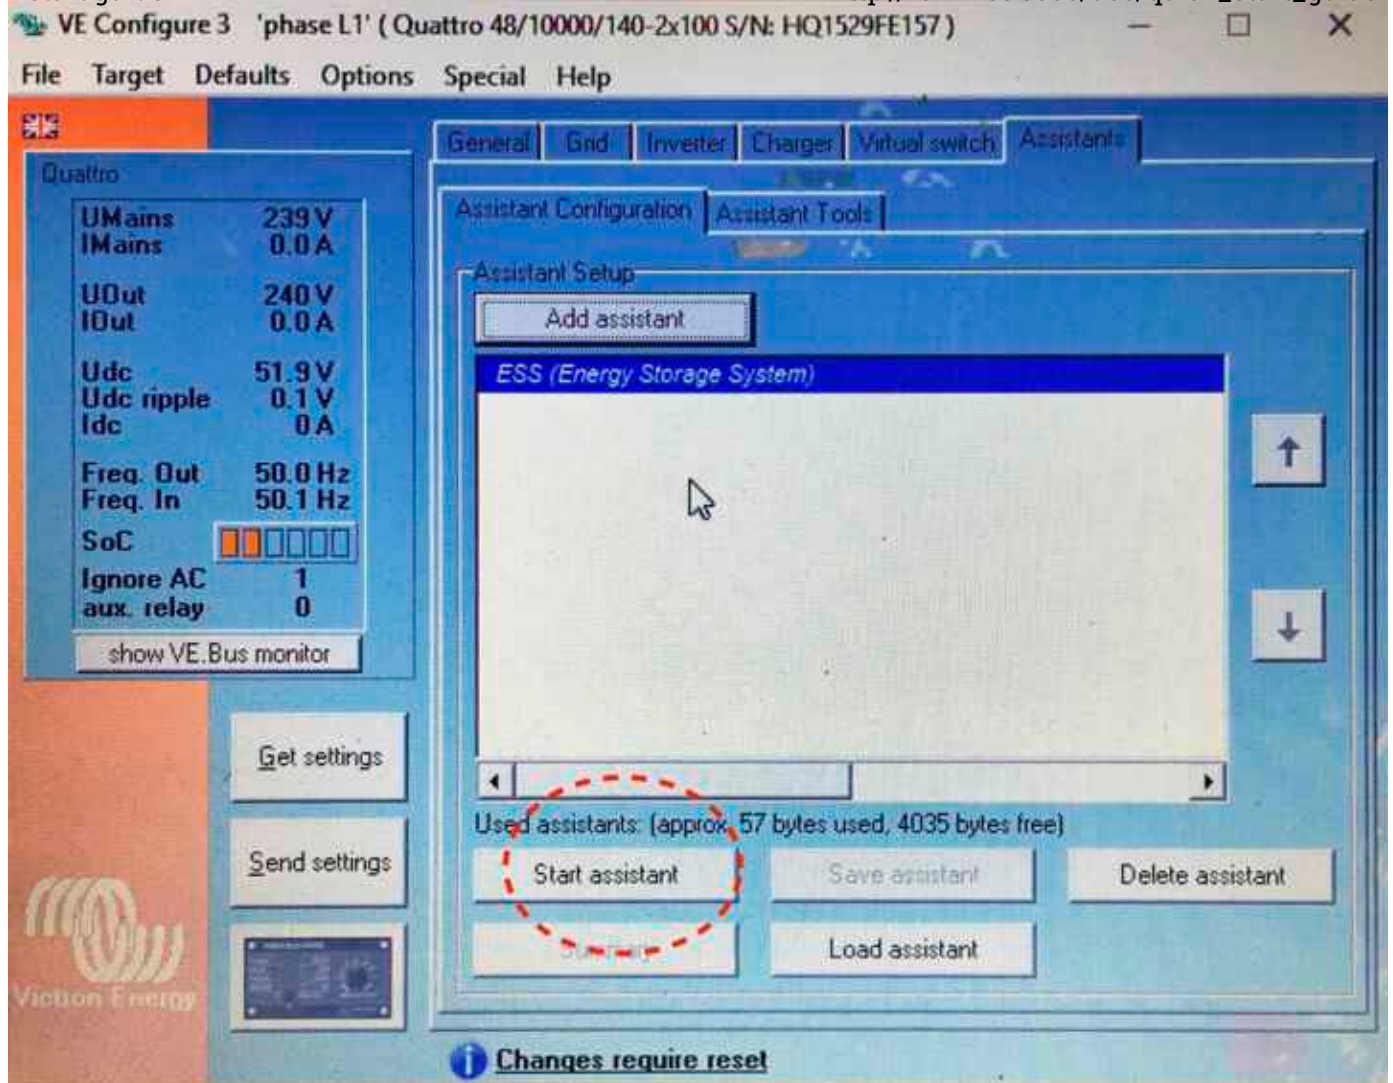 VE Configure 3 'phase L1' ( Quattro 48/10000/140-2x100 S/N: HQ1529FE157 )
File Target Defaults Options Special Help
General Grid Inverter Charger Virtual switch Assistants
Quattro
Assistant Configuration Assistant Tools
UMains 239 V
IMains 0.0 A
Assistant Setup
UOut 240 V
IOut 0.0 A
Add assistant
Udc 51.9 V
ESS (Energy Storage System)
Udc ripple 0.1 V
Idc 0 A
Freq. Out 50.0 Hz
Freq. In 50.1 Hz
SoC
Ignore AC 1
aux. relay 0
show VE.Bus monitor
Get settings
Used assistants: (approx. 57 bytes used, 4035 bytes free)
Send settings
Start assistant Save assistant Delete assistant
Summary Load assistant
Victron Energy
Changes require reset